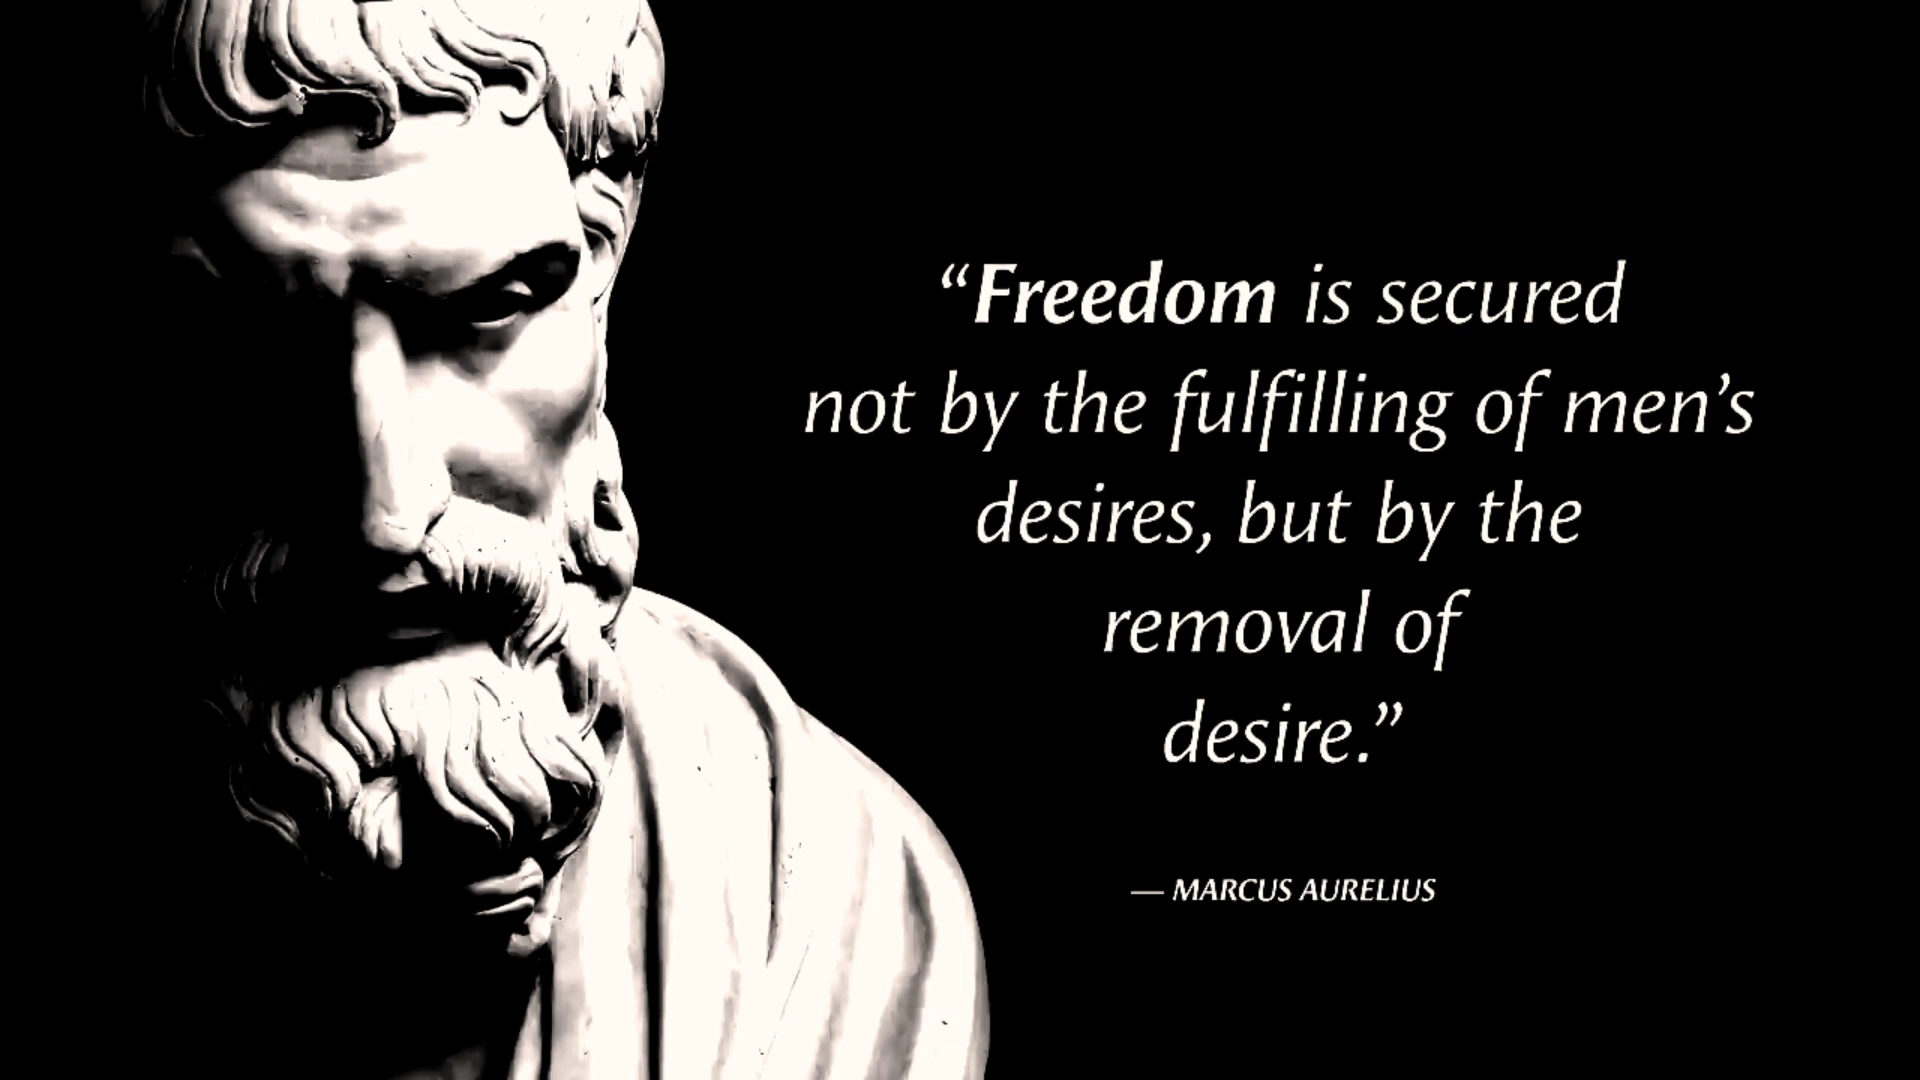 “Freedom is secured
not by the fulfilling of men’s
desires, but by the
removal of
desire.”
— MARCUS AURELIUS